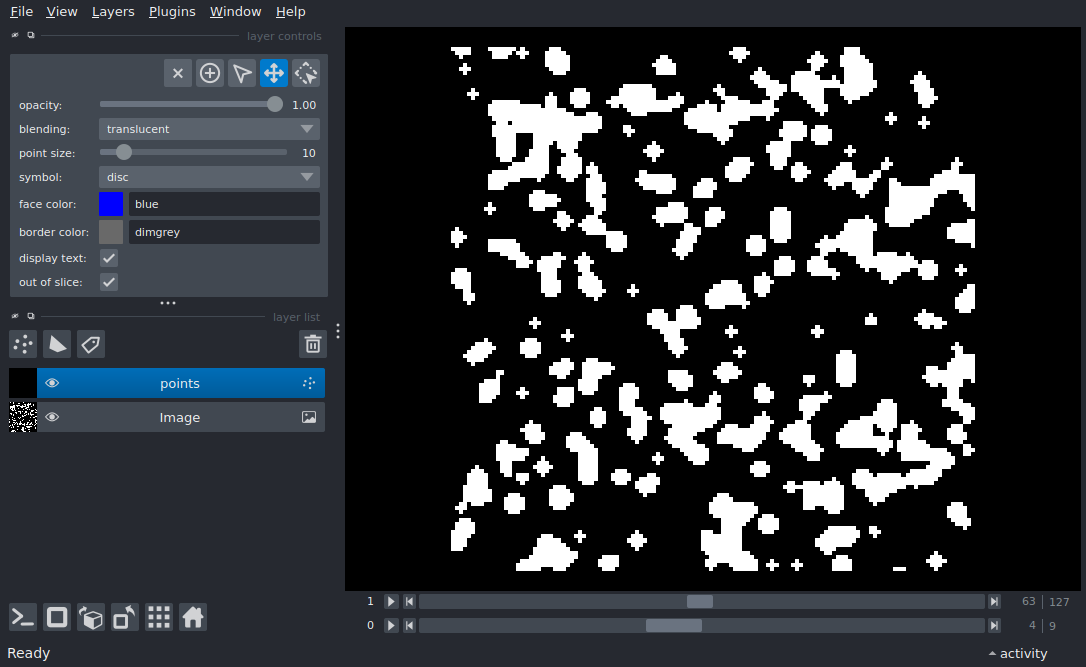 File View Layers Plugins Window Help
layer controls
opacity: 1.00
blending: translucent
point size: 10
symbol: disc
face color: blue
border color: dimgrey
display text:
out of slice:
layer list
points
Image
1 63 127
0 4 9
Ready activity